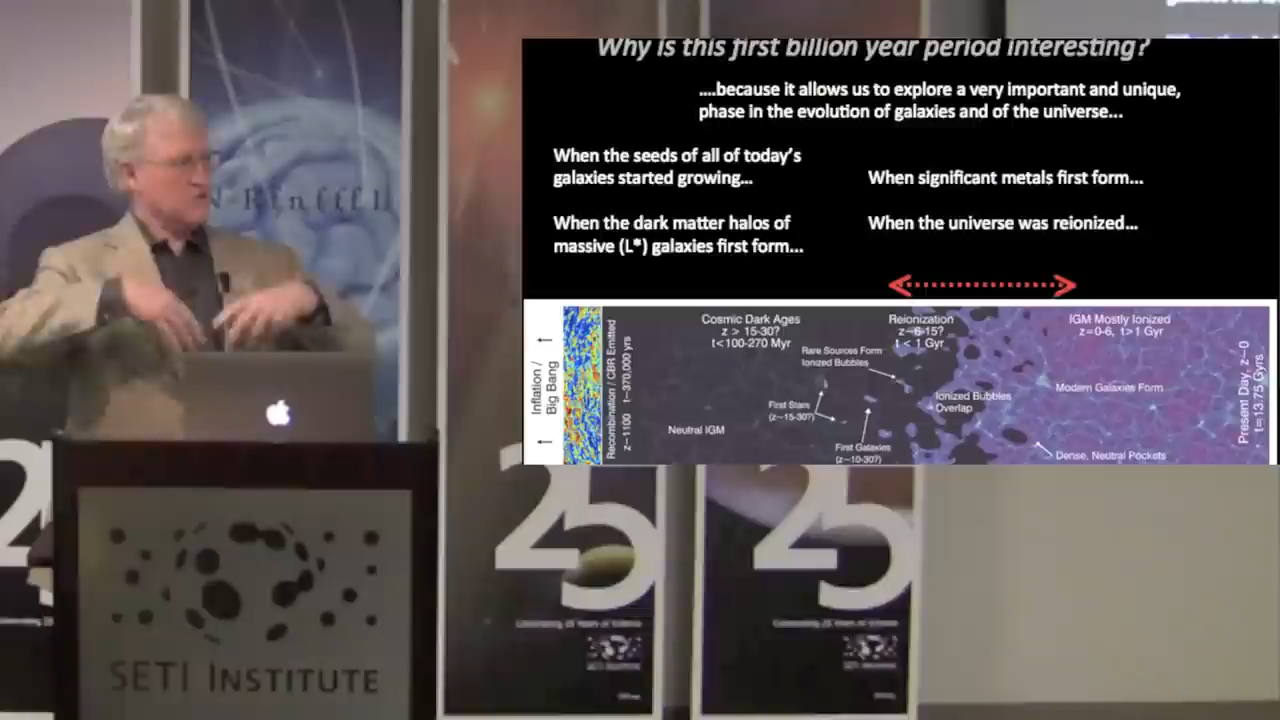 Why is this first billion year period interesting?
....because it allows us to explore a very important and unique,
phase in the evolution of galaxies and of the universe...
When the seeds of all of today's
galaxies started growing...
When significant metals first form...
When the dark matter halos of
massive (L*) galaxies first form...
When the universe was reionized...
Inflation /
Big Bang
Recombination / CBR Emitted
z~1100 t~370,000 yrs
Cosmic Dark Ages
z > 15-30?
t<100-270 Myr
Neutral IGM
First Stars
(z~15-30?)
Rare Sources Form
Ionized Bubbles
First Galaxies
(z~10-30?)
Reionization
z~6-15?
t < 1 Gyr
Ionized Bubbles
Overlap
IGM Mostly Ionized
z=0-6, t>1 Gyr
Modern Galaxies Form
Dense, Neutral Pockets
Present Day, z~0
t=13.75 Gyrs
25
25
2
SETI INSTITUTE